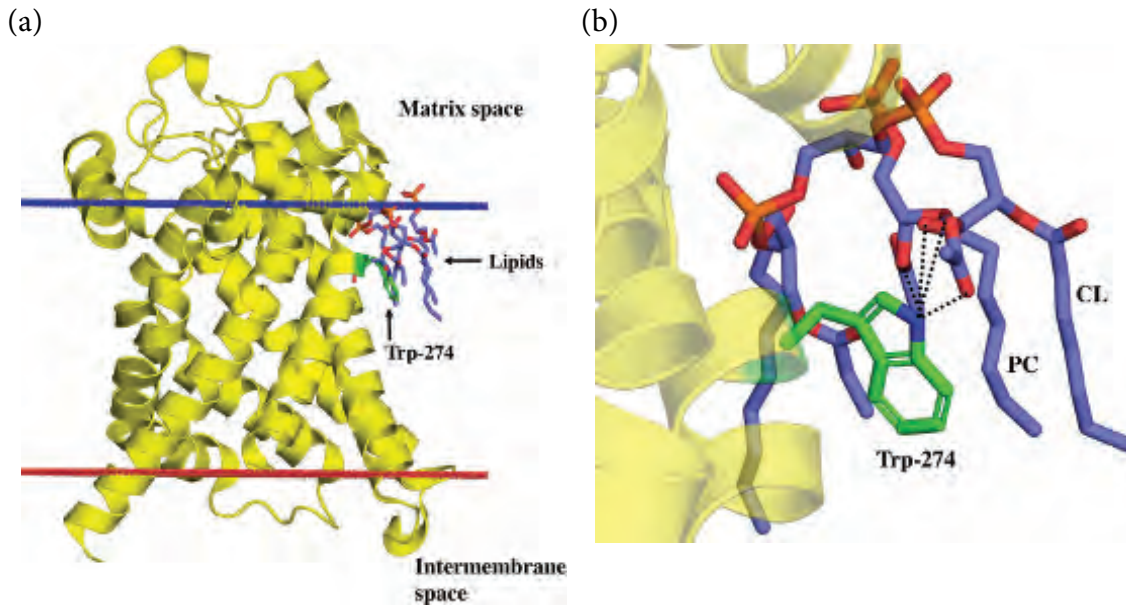 (a)
Matrix space
Lipids
Trp-274
Intermembrane
space
(b)
CL
PC
Trp-274